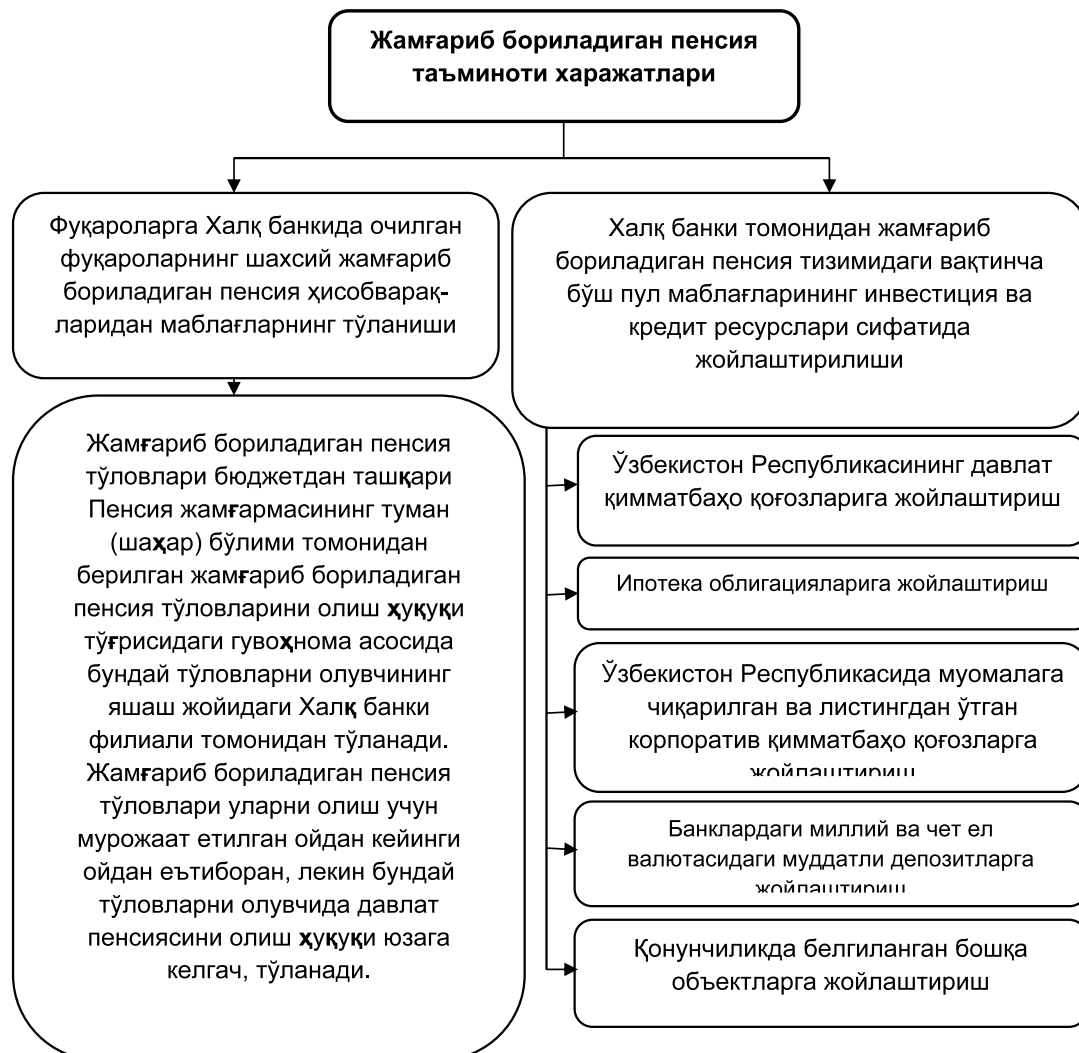 Жамғариб бориладиган пенсия
таъминоти харажатлари
Фуқароларга Халқ банкида очилган
фуқароларнинг шахсий жамғариб
бориладиган пенсия ҳисобварақ-
ларидан маблағларнинг тўланиши
Жамғариб бориладиган пенсия
тўловлари бюджетдан ташқари
Пенсия жамғармасининг туман
(шаҳар) бўлими томонидан
берилган жамғариб бориладиган
пенсия тўловларини олиш ҳуқуқи
тўғрисидаги гувоҳнома асосида
бундай тўловларни олувчининг
яшаш жойидаги Халқ банки
филиали томонидан тўланади.
Жамғариб бориладиган пенсия
тўловлари уларни олиш учун
мурожаат етилган ойдан кейинги
ойдан еътиборан, лекин бундай
тўловларни олувчида давлат
пенсиясини олиш ҳуқуқи юзага
келгач, тўланади.
Халқ банки томонидан жамғариб
бориладиган пенсия тизимидаги вақтинча
бўш пул маблағларининг инвестиция ва
кредит ресурслари сифатида
жойлаштирилиши
Ўзбекистон Республикасининг давлат
қимматбаҳо қоғозларига жойлаштириш
Ипотека облигацияларига жойлаштириш
Ўзбекистон Республикасида муомалага
чиқарилган ва листингдан ўтган
корпоратив қимматбаҳо қоғозларга
жойлаштириш
Банклардаги миллий ва чет ел
валютасидаги муддатли депозитларга
жойлаштириш
Қонунчиликда белгиланган бошқа
объектларга жойлаштириш